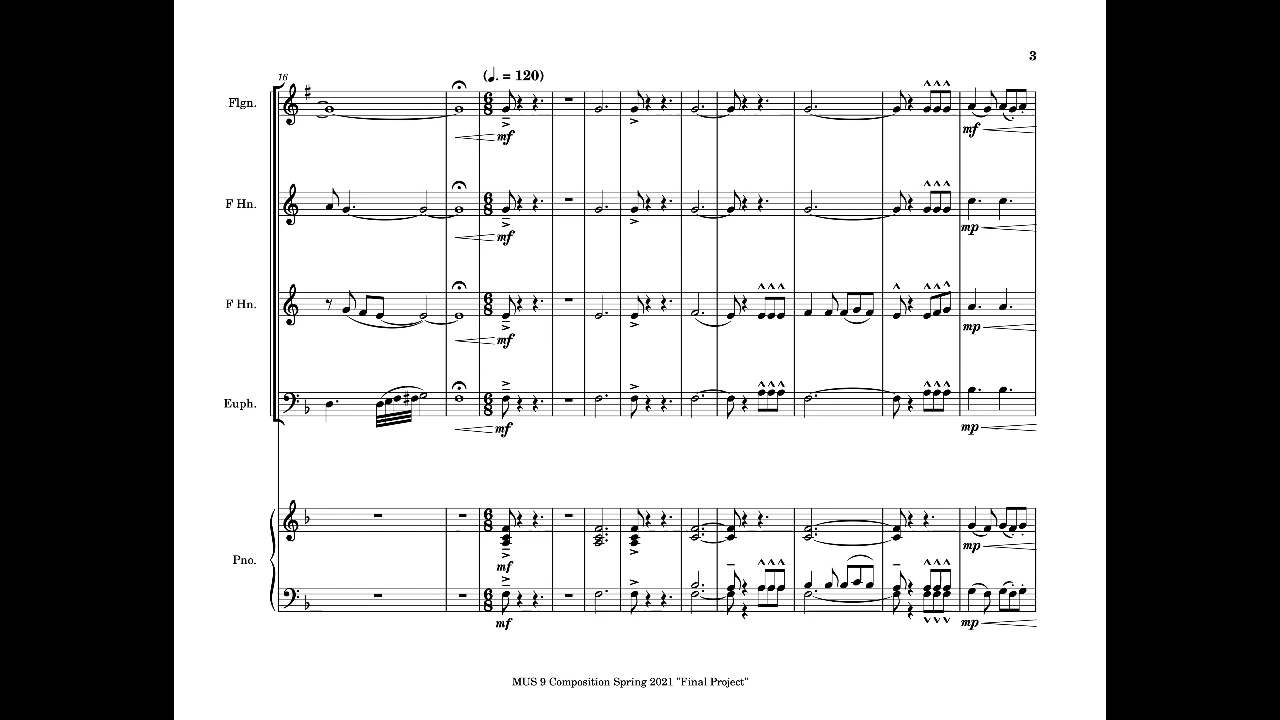 3
16
(♩. = 120)
Flgn.
mf
mf
F Hn.
mf
mp
F Hn.
mf
mp
Euph.
mf
mp
Pno.
mf
mp
mf
mp
MUS 9 Composition Spring 2021 "Final Project"